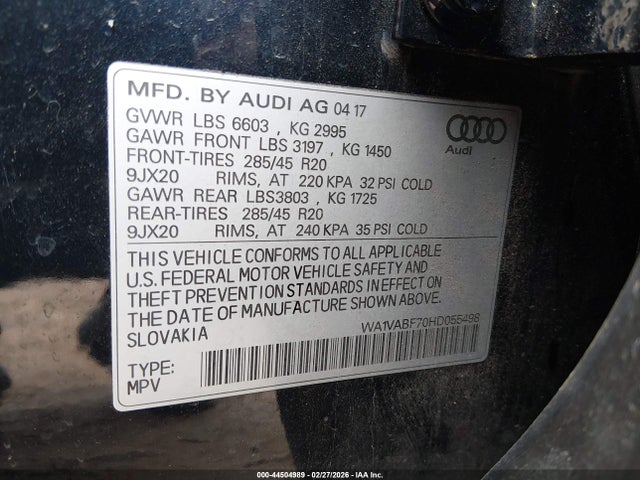 MFD. BY AUDI AG 04 17
GVWR LBS 6603 , KG 2995
GAWR FRONT LBS 3197 , KG 1450
FRONT-TIRES 285/45 R20
9JX20 RIMS, AT 220 KPA 32 PSI COLD
GAWR REAR LBS3803 , KG 1725
REAR-TIRES 285/45 R20
9JX20 RIMS, AT 240 KPA 35 PSI COLD
Audi
THIS VEHICLE CONFORMS TO ALL APPLICABLE
U.S. FEDERAL MOTOR VEHICLE SAFETY AND
THEFT PREVENTION STANDARDS IN EFFECT ON
THE DATE OF MANUFACTURE SHOWN ABOVE.
SLOVAKIA
WA1VABF70HD055498
TYPE:
MPV
000-44504989 - 02/27/2026 - IAA Inc.